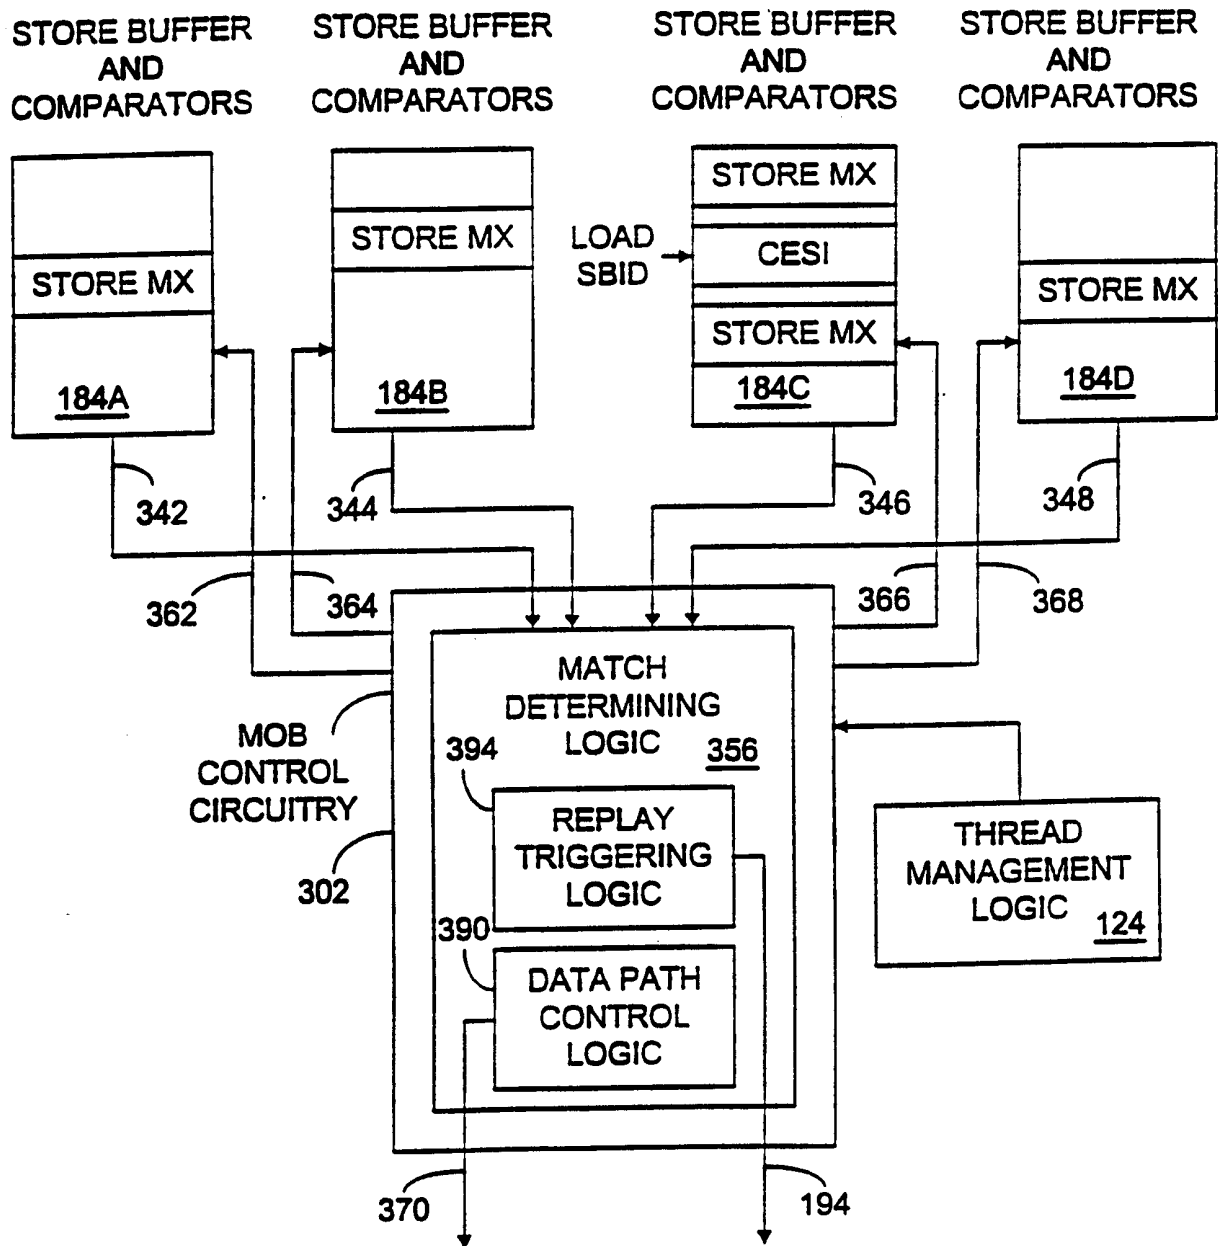 STORE BUFFER
AND
COMPARATORS
STORE BUFFER
AND
COMPARATORS
STORE BUFFER
AND
COMPARATORS
STORE BUFFER
AND
COMPARATORS
STORE MX
184A
STORE MX
184B
LOAD
SBID
STORE MX
CESI
STORE MX
184C
STORE MX
184D
342
344
346
348
362
364
366
368
MOB
CONTROL
CIRCUITRY
302
MATCH
DETERMINING
LOGIC
356
394
REPLAY
TRIGGERING
LOGIC
390
DATA PATH
CONTROL
LOGIC
THREAD
MANAGEMENT
LOGIC
124
370
194